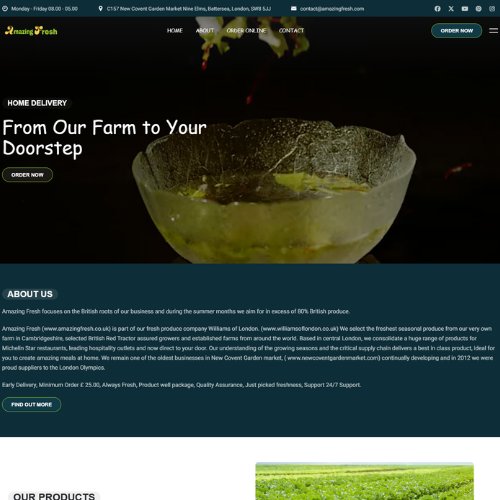 Monday - Friday 08.00 - 05.00
C157 New Covent Garden Market Nine Elms, Battersea, London, SW8 5JJ
contact@amazingfresh.com
Amazing Fresh
HOME
ABOUT
ORDER ONLINE
CONTACT
ORDER NOW
HOME DELIVERY
From Our Farm to Your
Doorstep
ORDER NOW
ABOUT US
Amazing Fresh focuses on the British roots of our business and during the summer months we aim for in excess of 80% British produce.
Amazing Fresh (www.amazingfresh.co.uk) is part of our fresh produce company Williams of London. (www.williamsoflondon.co.uk) We select the freshest seasonal produce from our very own
farm in Cambridgeshire, selected British Red Tractor assured growers and established farms from around the world. Based in central London, we consolidate a huge range of products for
Michelin Star restaurants, leading hospitality outlets and now direct to your door. Our understanding of the growing seasons and the critical supply chain delivers a best in class product, ideal for
you to create amazing meals at home. We remain one of the oldest businesses in New Covent Garden market, ( www.newcoventgardenmarket.com) continually developing and in 2012 we were
proud suppliers to the London Olympics.
Early Delivery, Minimum Order £ 25.00, Always Fresh, Product well package, Quality Assurance, Just picked freshness, Support 24/7 Support.
FIND OUT MORE
OUR PRODUCTS